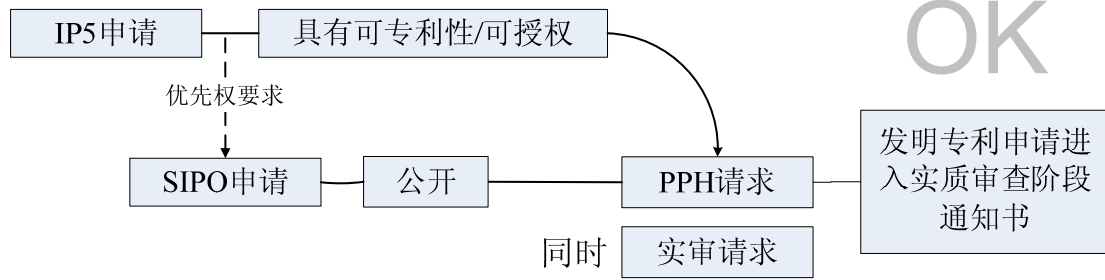 OK
IP5申请
具有可专利性/可授权
优先权要求
SIPO申请
公开
PPH请求
发明专利申请进
入实质审查阶段
通知书
同时
实审请求